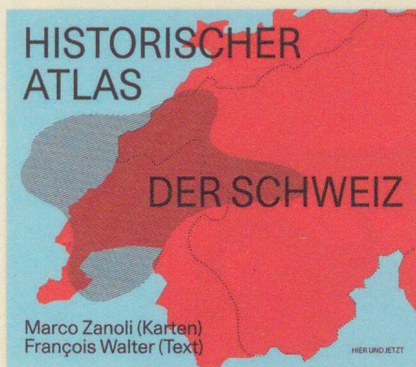 HISTORISCHER
ATLAS
DER SCHWEIZ
Marco Zanoli (Karten)
François Walter (Text)
HIER UND JETZT